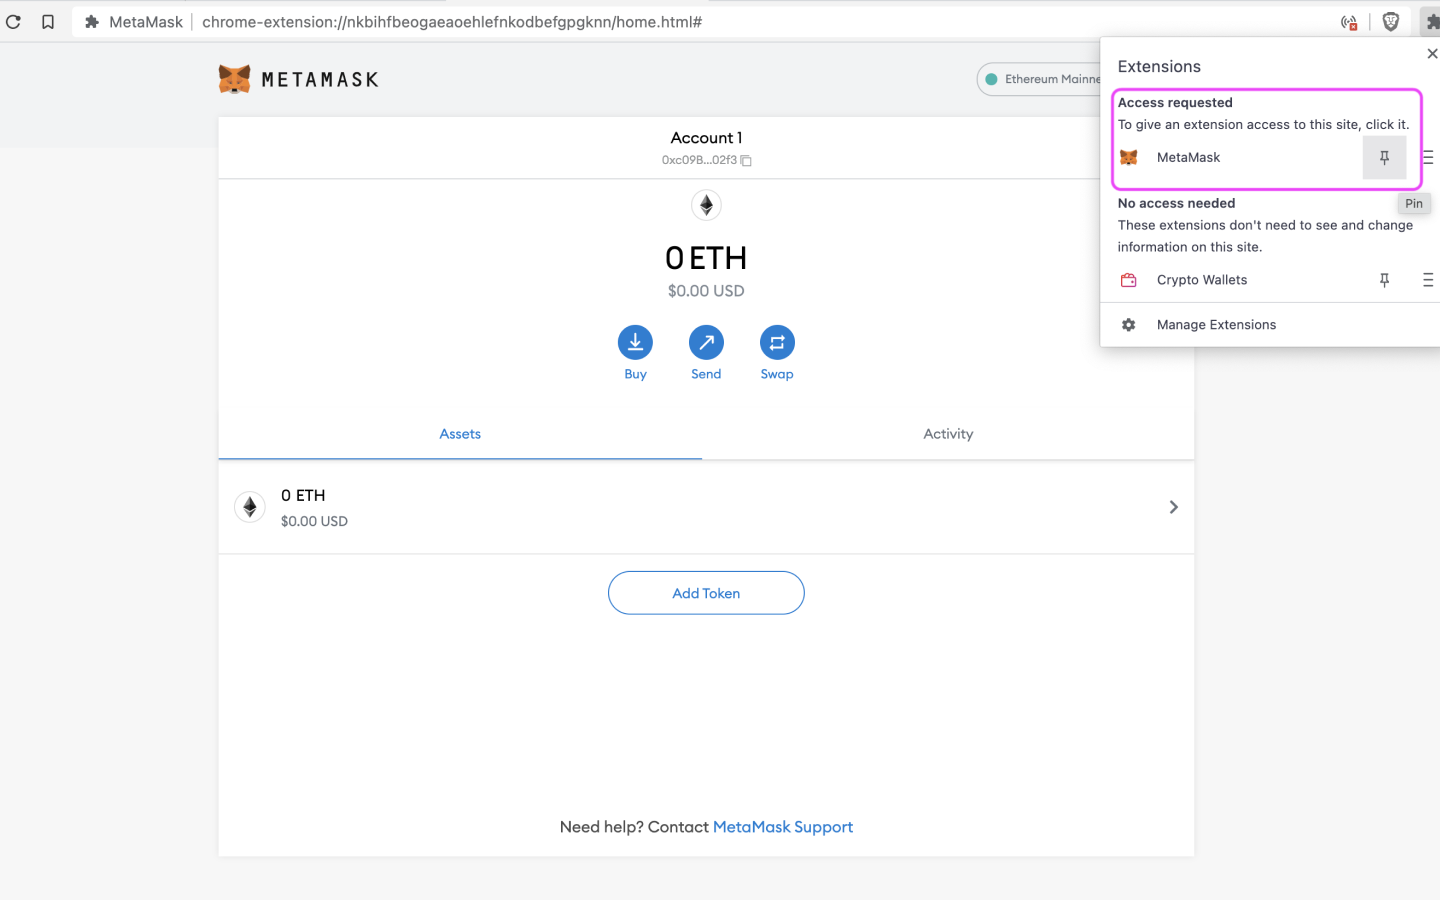 MetaMask
chrome-extension://nkbihfbeogaeaoehlefnkodbefgpgknn/home.html#
METAMASK
Ethereum Mainne
Account 1
0xc09B...02f3
0 ETH
$0.00 USD
Buy
Send
Swap
Assets
Activity
0 ETH
$0.00 USD
Add Token
Need help? Contact MetaMask Support
Extensions
Access requested
To give an extension access to this site, click it.
MetaMask
Pin
No access needed
These extensions don't need to see and change
information on this site.
Crypto Wallets
Manage Extensions